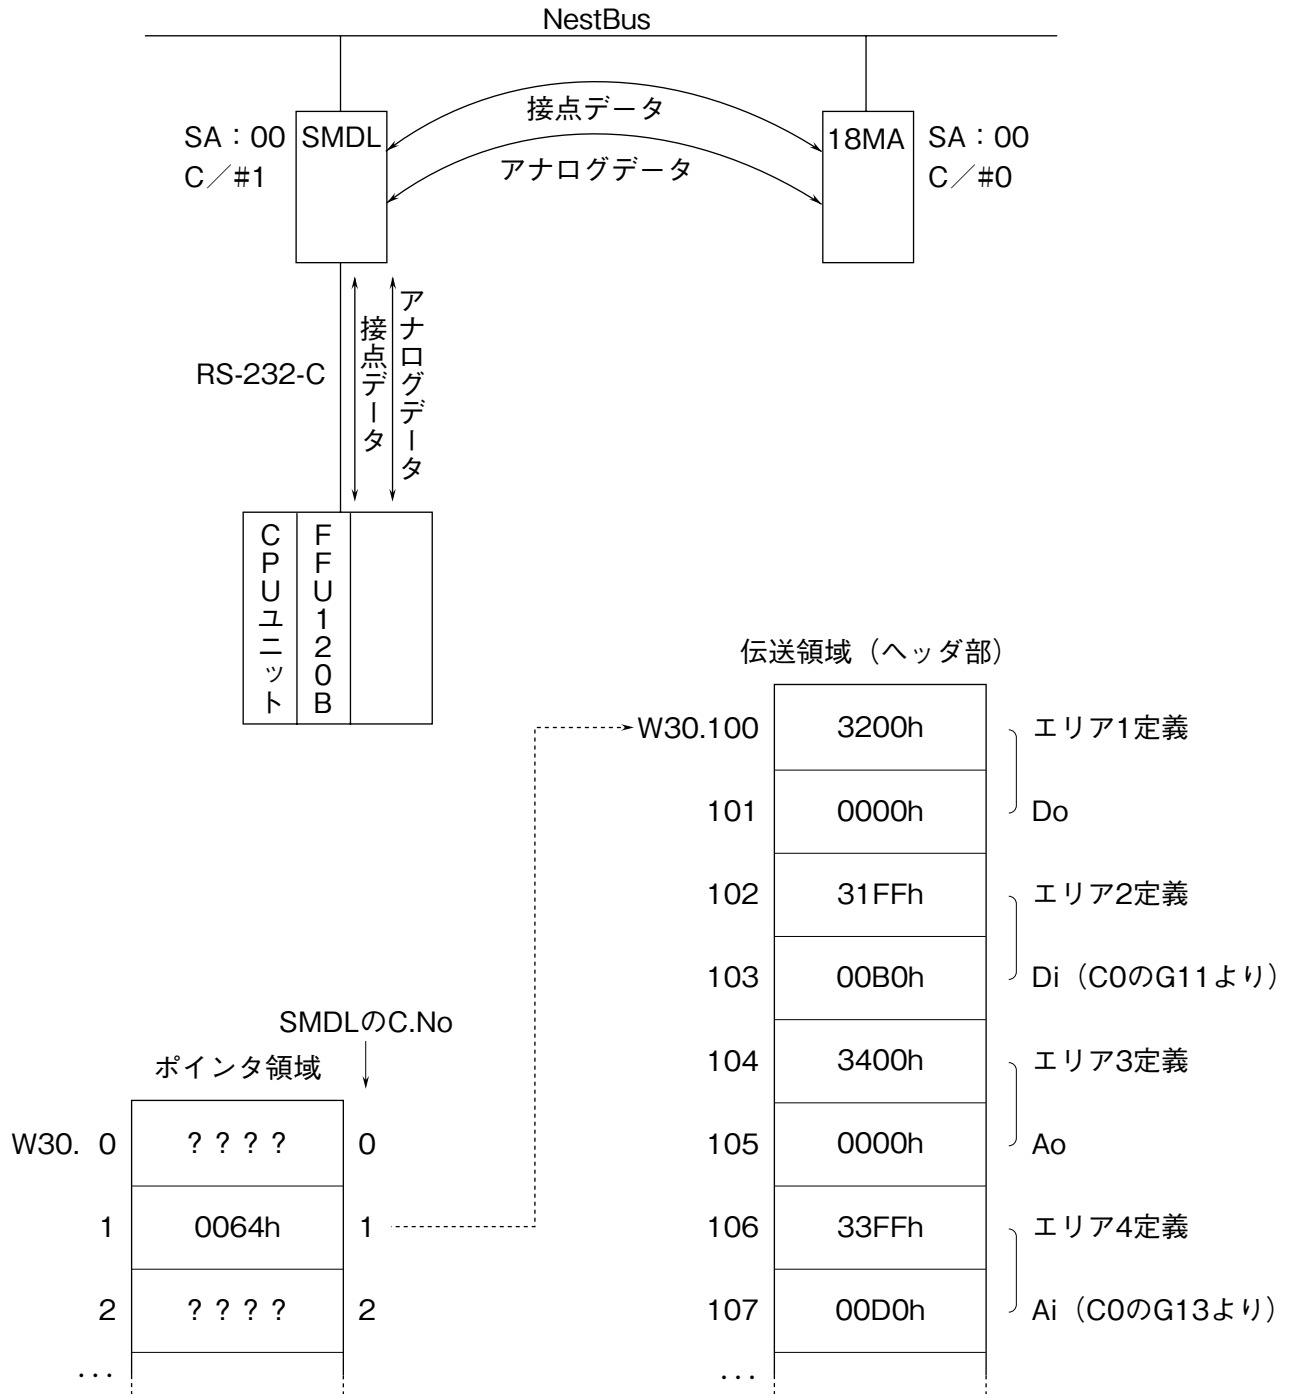 NestBus
接点データ
アナログデータ
SA：00
C／#1
SMDL
18MA
SA：00
C／#0
RS-232-C
接点データ
アナログデータ
CPUユニット
FFU120B
伝送領域（ヘッダ部）
W30.100 3200h エリア1定義
101 0000h Do
102 31FFh エリア2定義
103 00B0h Di（C0のG11より）
104 3400h エリア3定義
105 0000h Ao
106 33FFh エリア4定義
107 00D0h Ai（C0のG13より）
...
SMDLのC.No
ポインタ領域
W30. 0 ？？？？ 0
1 0064h 1
2 ？？？？ 2
...